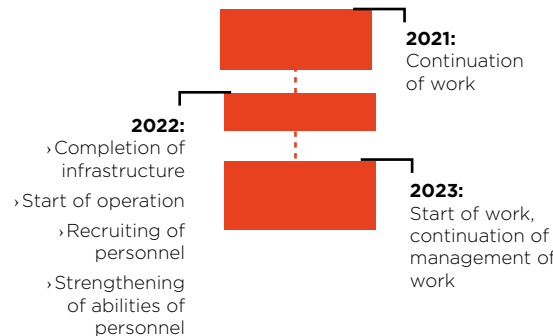 2021:
Continuation
of work
2022:
› Completion of
infrastructure
› Start of operation
› Recruiting of
personnel
› Strengthening
of abilities of
personnel
2023:
Start of work,
continuation of
management of
work